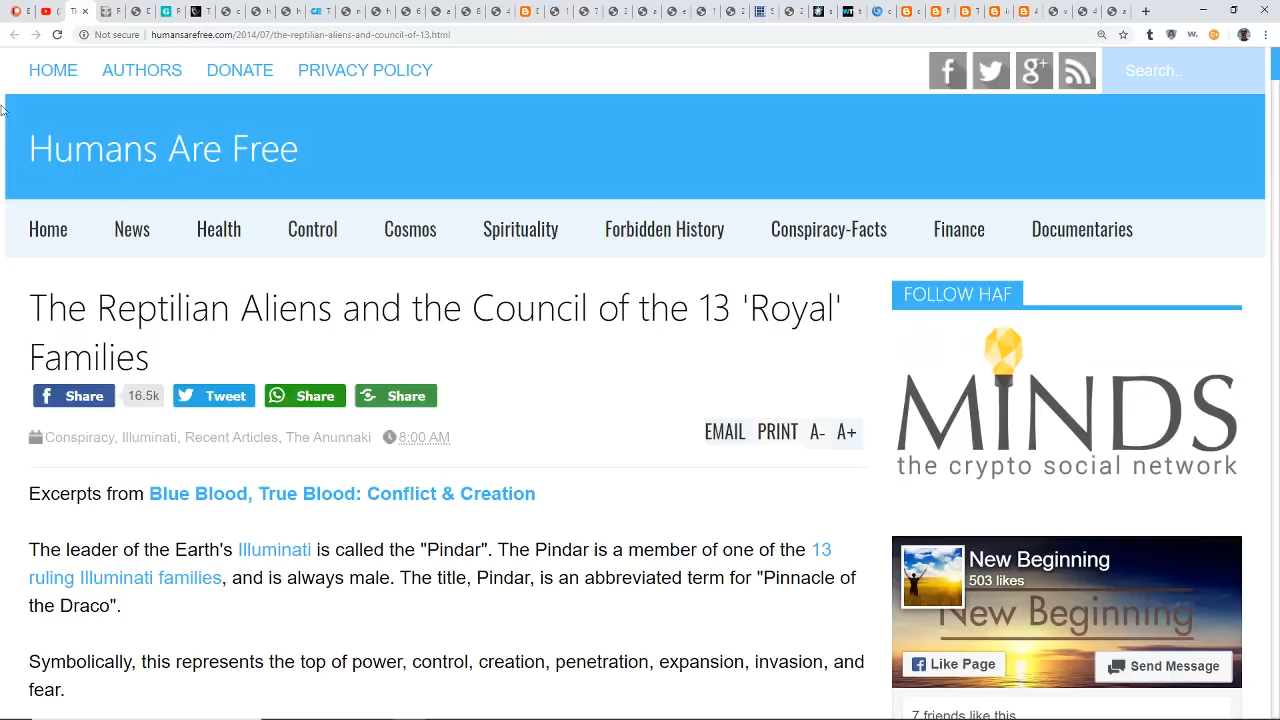 Not secure | humansarefree.com/2014/07/the-reptilian-aliens-and-council-of-13.html
HOME AUTHORS DONATE PRIVACY POLICY
Search...
Humans Are Free
Home News Health Control Cosmos Spirituality Forbidden History Conspiracy-Facts Finance Documentaries
The Reptilian Aliens and the Council of the 13 'Royal'
Families
Share 16.5k Tweet Share Share
Conspiracy, Illuminati, Recent Articles, The Anunnaki 8:00 AM
EMAIL PRINT A- A+
Excerpts from Blue Blood, True Blood: Conflict & Creation
The leader of the Earth's Illuminati is called the "Pindar". The Pindar is a member of one of the 13
ruling Illuminati families, and is always male. The title, Pindar, is an abbreviated term for "Pinnacle of
the Draco".
Symbolically, this represents the top of power, control, creation, penetration, expansion, invasion, and
fear.
FOLLOW HAF
MINDS
the crypto social network
New Beginning
503 likes
New Beginning
Like Page Send Message
7 friends like this